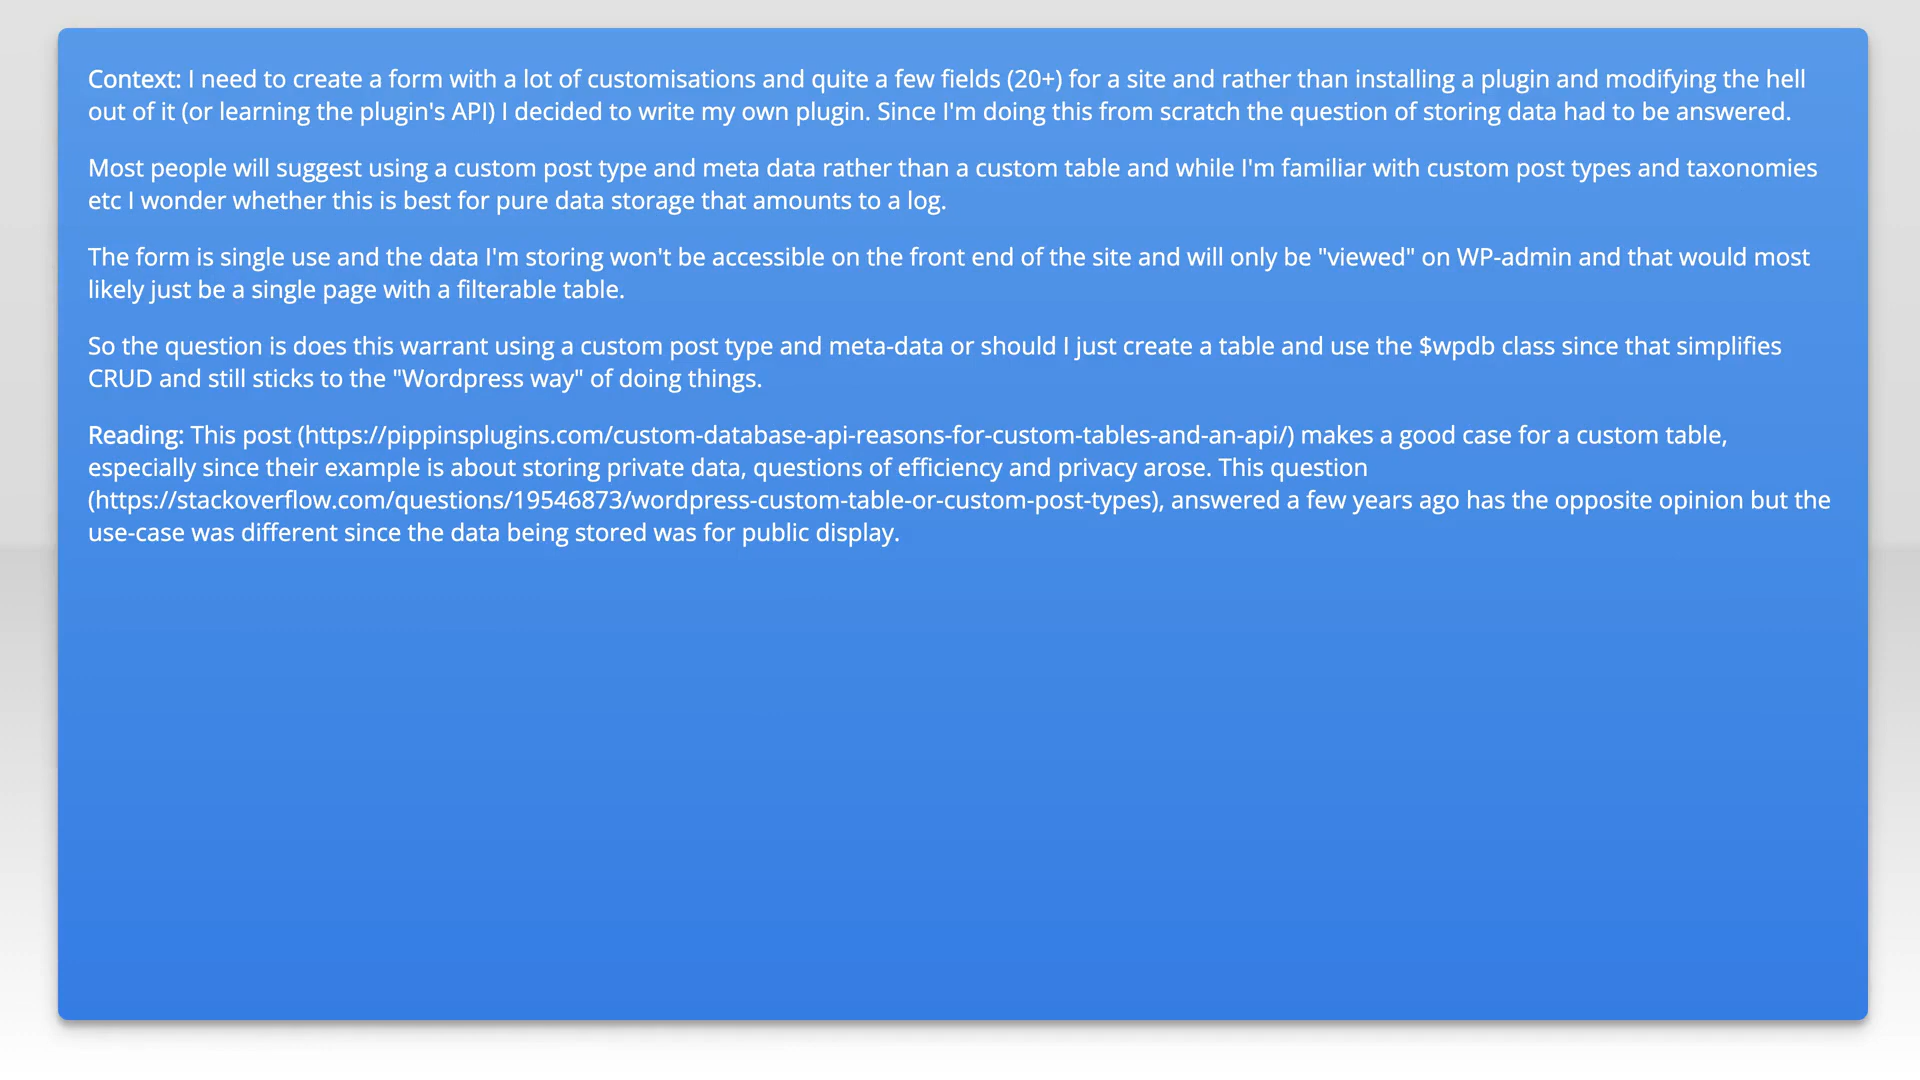 Context: I need to create a form with a lot of customisations and quite a few fields (20+) for a site and rather than installing a plugin and modifying the hell
out of it (or learning the plugin's API) I decided to write my own plugin. Since I'm doing this from scratch the question of storing data had to be answered.
Most people will suggest using a custom post type and meta data rather than a custom table and while I'm familiar with custom post types and taxonomies
etc I wonder whether this is best for pure data storage that amounts to a log.
The form is single use and the data I'm storing won't be accessible on the front end of the site and will only be "viewed" on WP-admin and that would most
likely just be a single page with a filterable table.
So the question is does this warrant using a custom post type and meta-data or should I just create a table and use the $wpdb class since that simplifies
CRUD and still sticks to the "Wordpress way" of doing things.
Reading: This post (https://pippinsplugins.com/custom-database-api-reasons-for-custom-tables-and-an-api/) makes a good case for a custom table,
especially since their example is about storing private data, questions of efficiency and privacy arose. This question
(https://stackoverflow.com/questions/19546873/wordpress-custom-table-or-custom-post-types), answered a few years ago has the opposite opinion but the
use-case was different since the data being stored was for public display.